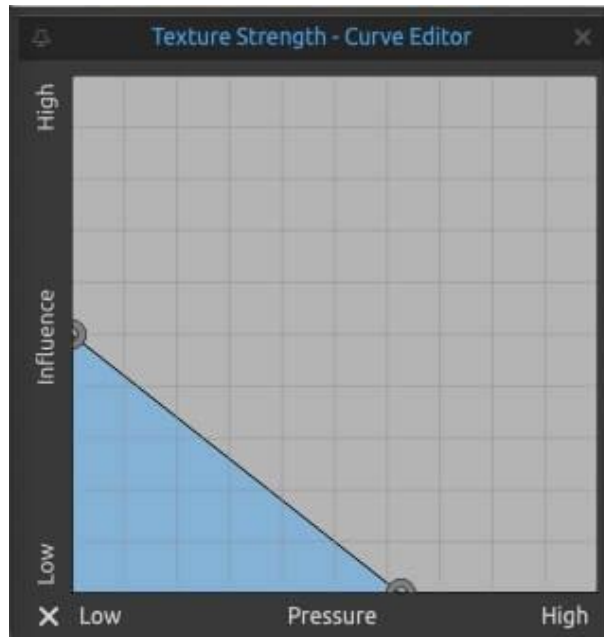 Texture Strength - Curve Editor
High
Influence
Low
Low Pressure High